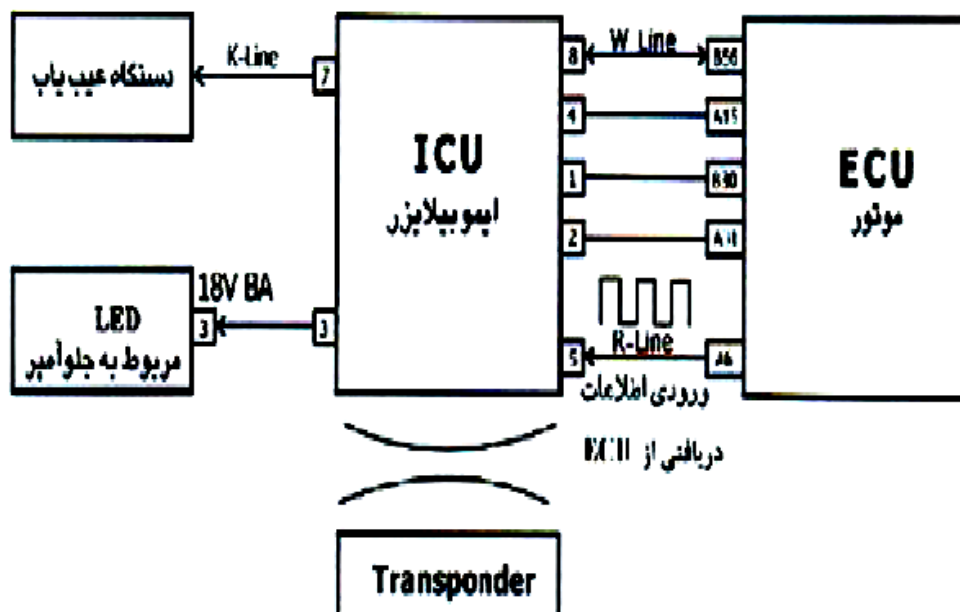 دستگاه عیب یاب
K-Line
7
ICU
ایموبیلایزر
8
W Line
B56
4
A15
1
B30
2
ECU
موتور
LED
مربوط به جلوآمپر
3
18V BA
3
5
R-Line
A6
ورودی اطلاعات
دریافتی از ECU
Transponder